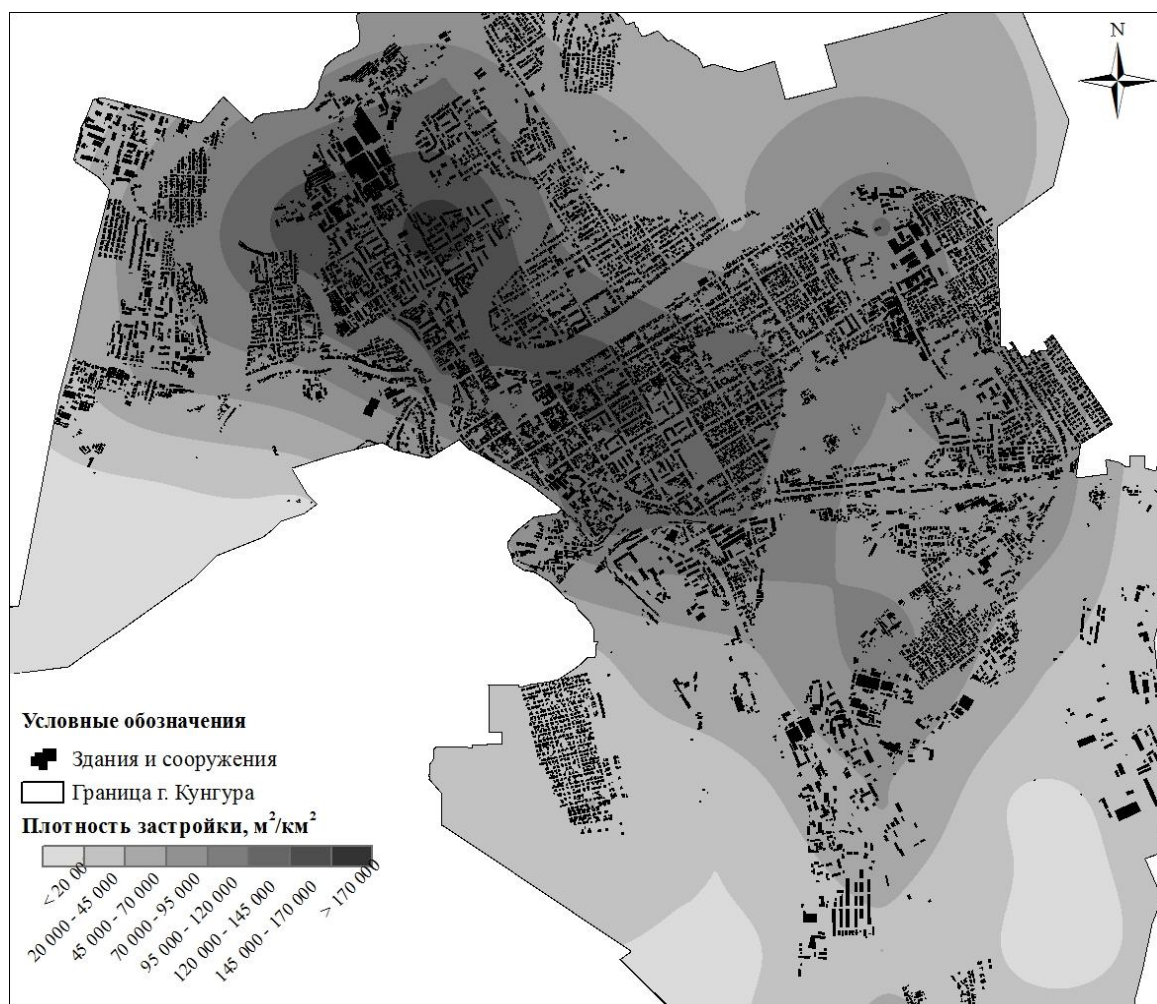 N
Условные обозначения
Здания и сооружения
Граница г. Кунгура
Плотность застройки, м²/км²
< 20 00
20 000 - 45 000
45 000 - 70 000
70 000 - 95 000
95 000 - 120 000
120 000 - 145 000
145 000 - 170 000
> 170 000